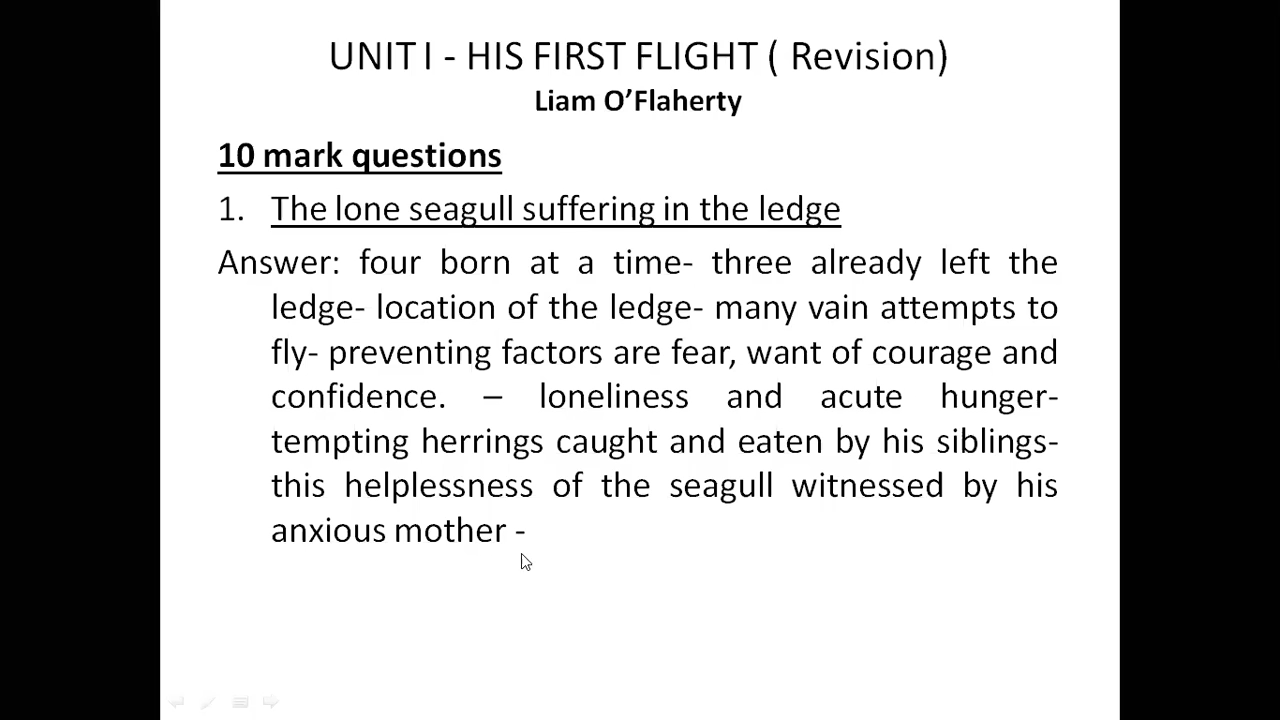 UNIT I - HIS FIRST FLIGHT ( Revision)
Liam O’Flaherty
10 mark questions
1. The lone seagull suffering in the ledge
Answer: four born at a time- three already left the
ledge- location of the ledge- many vain attempts to
fly- preventing factors are fear, want of courage and
confidence. – loneliness and acute hunger-
tempting herrings caught and eaten by his siblings-
this helplessness of the seagull witnessed by his
anxious mother -